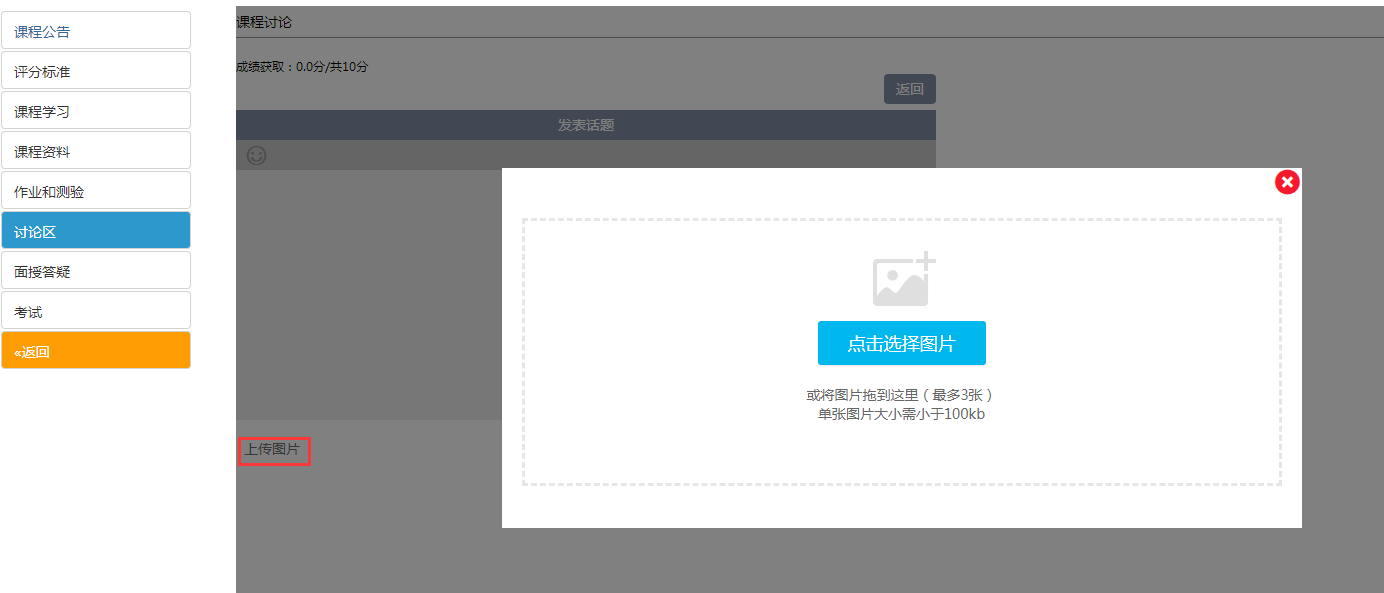 课程公告
评分标准
课程学习
课程资料
作业和测验
讨论区
面授答疑
考试
«返回
课程讨论
成绩获取：0.0分/共10分
返回
发表话题
点击选择图片
或将图片拖到这里（最多3张）
单张图片大小需小于100kb
上传图片